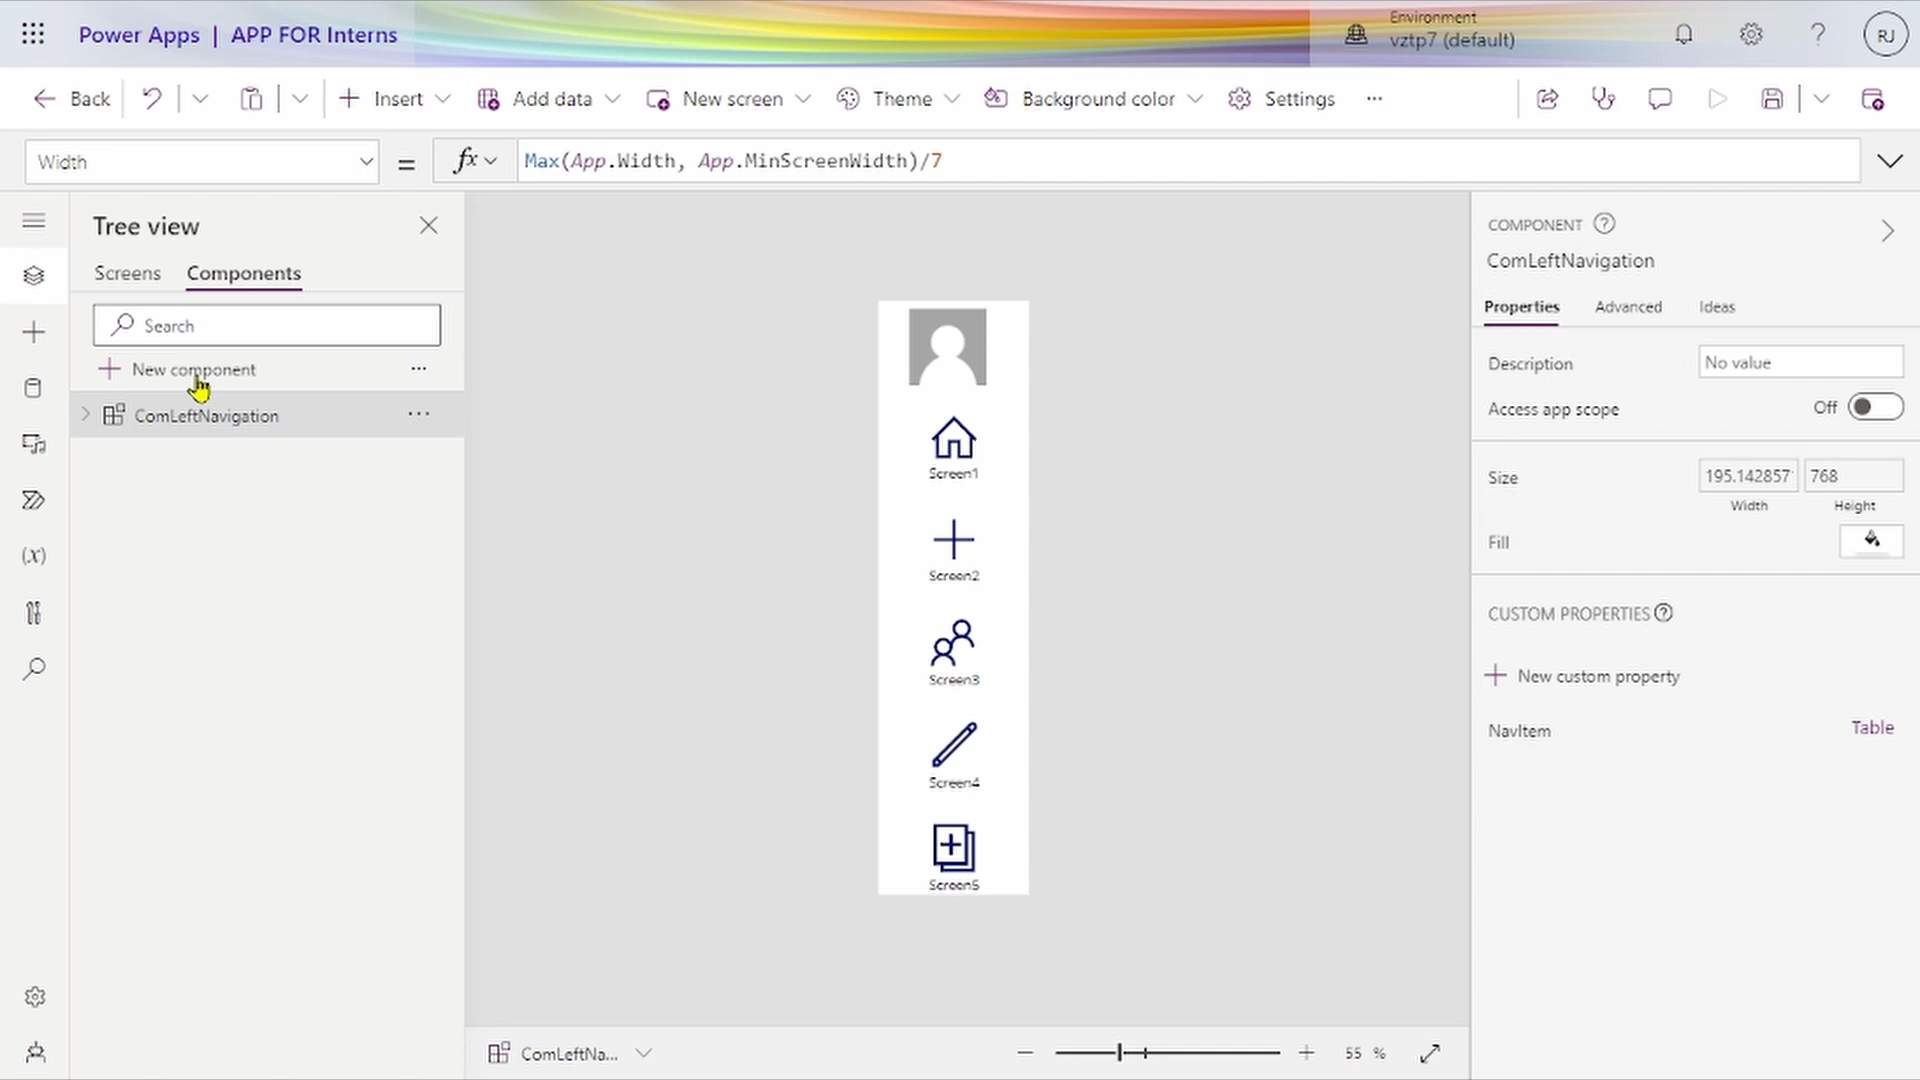 Power Apps | APP FOR Interns
Environment
vztp7 (default)
RJ
Back
Insert
Add data
New screen
Theme
Background color
Settings
Width
=
fx
Max(App.Width, App.MinScreenWidth)/7
Tree view
Screens
Components
Search
New component
ComLeftNavigation
Screen1
Screen2
Screen3
Screen4
Screen5
COMPONENT
ComLeftNavigation
Properties
Advanced
Ideas
Description
No value
Access app scope
Off
Size
195.142857
768
Width
Height
Fill
CUSTOM PROPERTIES
New custom property
NavItem
Table
ComLeftNa...
55 %